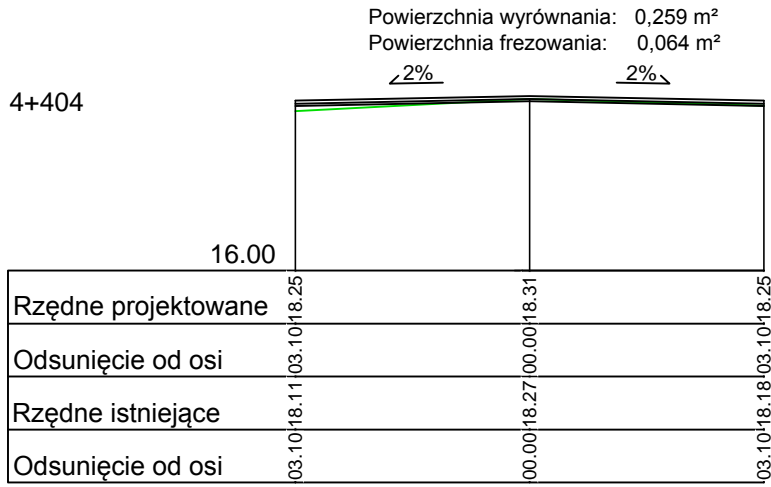 Powierzchnia wyrównania: 0,259 m²
Powierzchnia frezowania: 0,064 m²
2% 2%
4+404
16.00
Rzędne projektowane 18.25 18.31 18.25
Odsunięcie od osi 03.10 00.00 03.10
Rzędne istniejące 18.11 18.27 18.18
Odsunięcie od osi 03.10 00.00 03.10